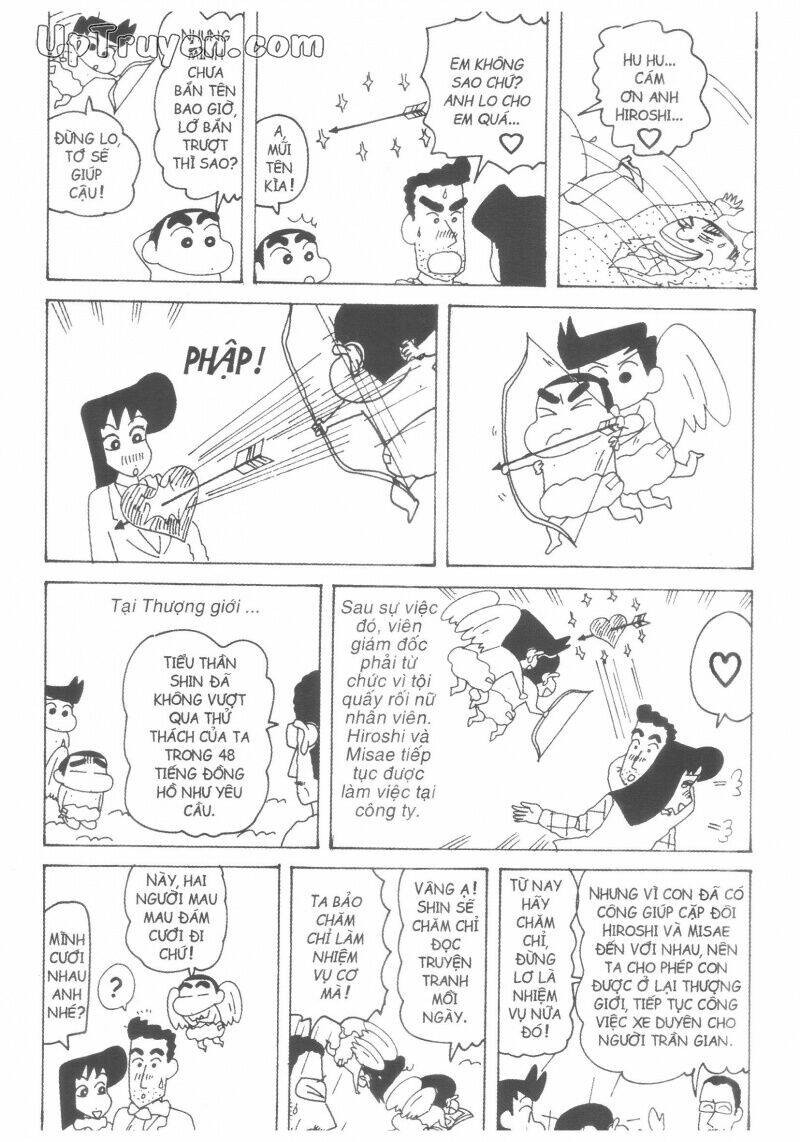 UpTruyen.com
HU HU...
CÁM
ƠN ANH
HIROSHI...
EM KHÔNG
SAO CHỨ?
ANH LO CHO
EM QUÁ...
A,
MŨI
TÊN
KÌA!
NHƯNG
MÌNH
CHƯA
BẮN TÊN
BAO GIỜ,
LỠ BẮN
TRƯỢT
THÌ SAO?
ĐỪNG LO,
TỚ SẼ
GIÚP
CẬU!
PHẬP!
Sau sự việc
đó, viên
giám đốc
phải từ
chức vì tội
quấy rối nữ
nhân viên.
Hiroshi và
Misae tiếp
tục được
làm việc tại
công ty.
Tại Thượng giới ...
TIỂU THẦN
SHIN ĐÃ
KHÔNG VƯỢT
QUA THỬ
THÁCH CỦA TA
TRONG 48
TIẾNG ĐỒNG
HỒ NHƯ YÊU
CẦU.
NHƯNG VÌ CON ĐÃ CÓ
CÔNG GIÚP CẶP ĐÔI
HIROSHI VÀ MISAE
ĐẾN VỚI NHAU, NÊN
TA CHO PHÉP CON
ĐƯỢC Ở LẠI THƯỢNG
GIỚI, TIẾP TỤC CÔNG
VIỆC XE DUYÊN CHO
NGƯỜI TRẦN GIAN.
TỪ NAY
HÃY
CHĂM
CHỈ,
ĐỪNG
LƠ LÀ
NHIỆM
VỤ NỮA
ĐÓ!
VÂNG Ạ!
SHIN SẼ
CHĂM CHỈ
ĐỌC
TRUYỆN
TRANH
MỖI
NGÀY.
TA BẢO
CHĂM
CHỈ LÀM
NHIỆM
VỤ CƠ
MÀ!
NÀY, HAI
NGƯỜI MAU
MAU ĐÁM
CƯỚI ĐI
CHỨ!
?
MÌNH
CƯỚI
NHAU
ANH
NHÉ?